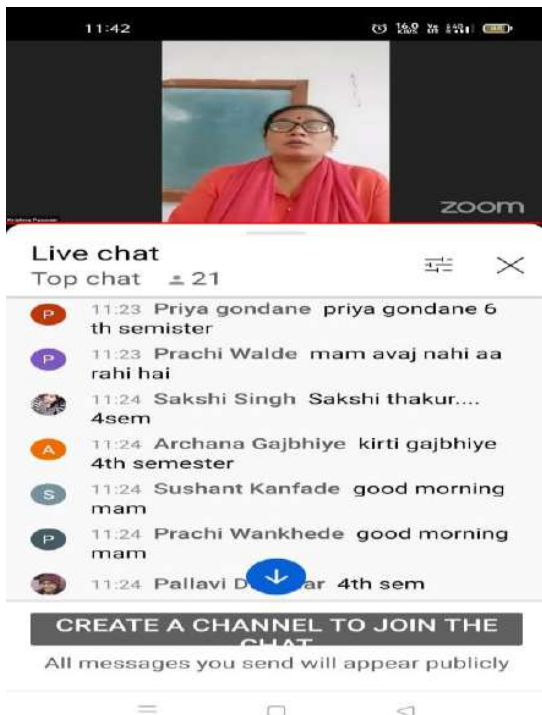 11:42
16.0 KB/S
zoom
Live chat
Top chat 21
P 11:23 Priya gondane priya gondane 6
th semister
P 11:23 Prachi Walde mam avaj nahi aa
rahi hai
11:24 Sakshi Singh Sakshi thakur....
4sem
A 11:24 Archana Gajbhiye kirti gajbhiye
4th semester
S 11:24 Sushant Kanfade good morning
mam
P 11:24 Prachi Wankhede good morning
mam
11:24 Pallavi 4th sem
CREATE A CHANNEL TO JOIN THE
CHAT
All messages you send will appear publicly